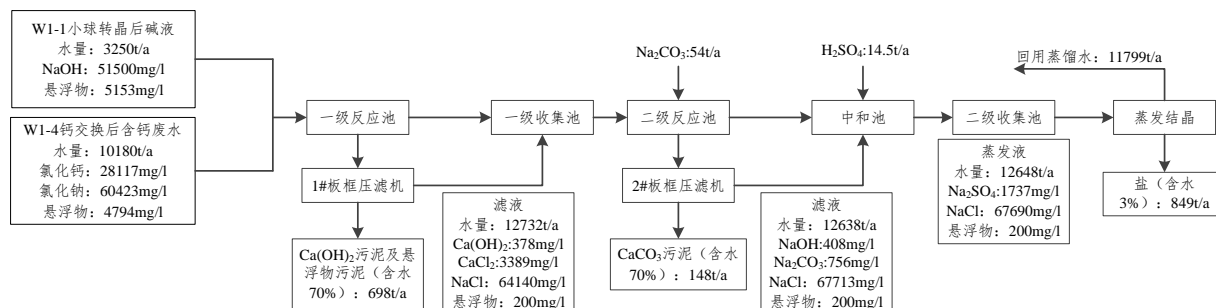 W1-1小球转晶后碱液
水量：3250t/a
NaOH：51500mg/l
悬浮物：5153mg/l
W1-4钙交换后含钙废水
水量：10180t/a
氯化钙：28117mg/l
氯化钠：60423mg/l
悬浮物：4794mg/l
一级反应池
1#板框压滤机
Ca(OH)₂污泥及悬
浮物污泥（含水
70%）：698t/a
一级收集池
滤液
水量：12732t/a
Ca(OH)₂:378mg/l
CaCl₂:3389mg/l
NaCl：64140mg/l
悬浮物：200mg/l
Na₂CO₃:54t/a
二级反应池
2#板框压滤机
CaCO₃污泥（含水
70%）：148t/a
H₂SO₄:14.5t/a
中和池
滤液
水量：12638t/a
NaOH:408mg/l
Na₂CO₃:756mg/l
NaCl：67713mg/l
悬浮物：200mg/l
二级收集池
蒸发液
水量：12648t/a
Na₂SO₄:1737mg/l
NaCl：67690mg/l
悬浮物：200mg/l
回用蒸馏水：11799t/a
蒸发结晶
盐（含水
3%）：849t/a